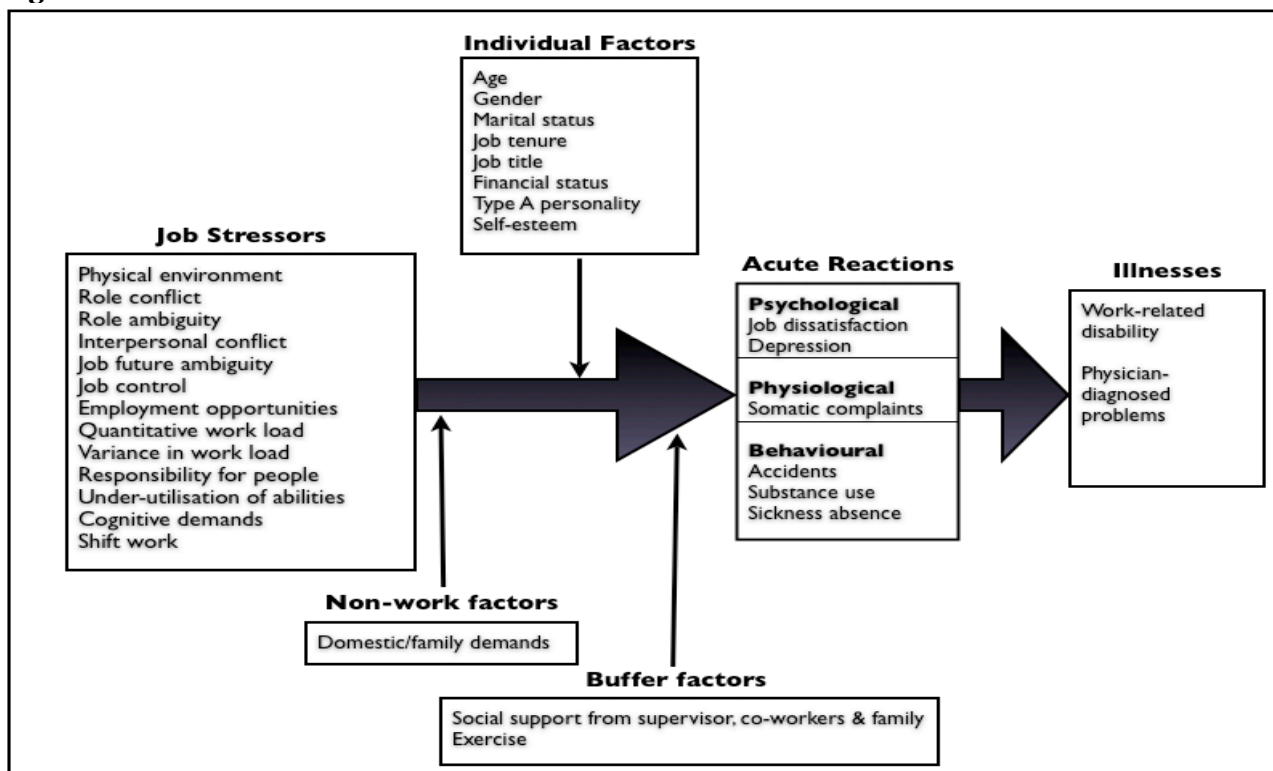 Individual Factors
Age
Gender
Marital status
Job tenure
Job title
Financial status
Type A personality
Self-esteem
Job Stressors
Physical environment
Role conflict
Role ambiguity
Interpersonal conflict
Job future ambiguity
Job control
Employment opportunities
Quantitative work load
Variance in work load
Responsibility for people
Under-utilisation of abilities
Cognitive demands
Shift work
Acute Reactions
Psychological
Job dissatisfaction
Depression
Physiological
Somatic complaints
Behavioural
Accidents
Substance use
Sickness absence
Illnesses
Work-related
disability
Physician-
diagnosed
problems
Non-work factors
Domestic/family demands
Buffer factors
Social support from supervisor, co-workers & family
Exercise